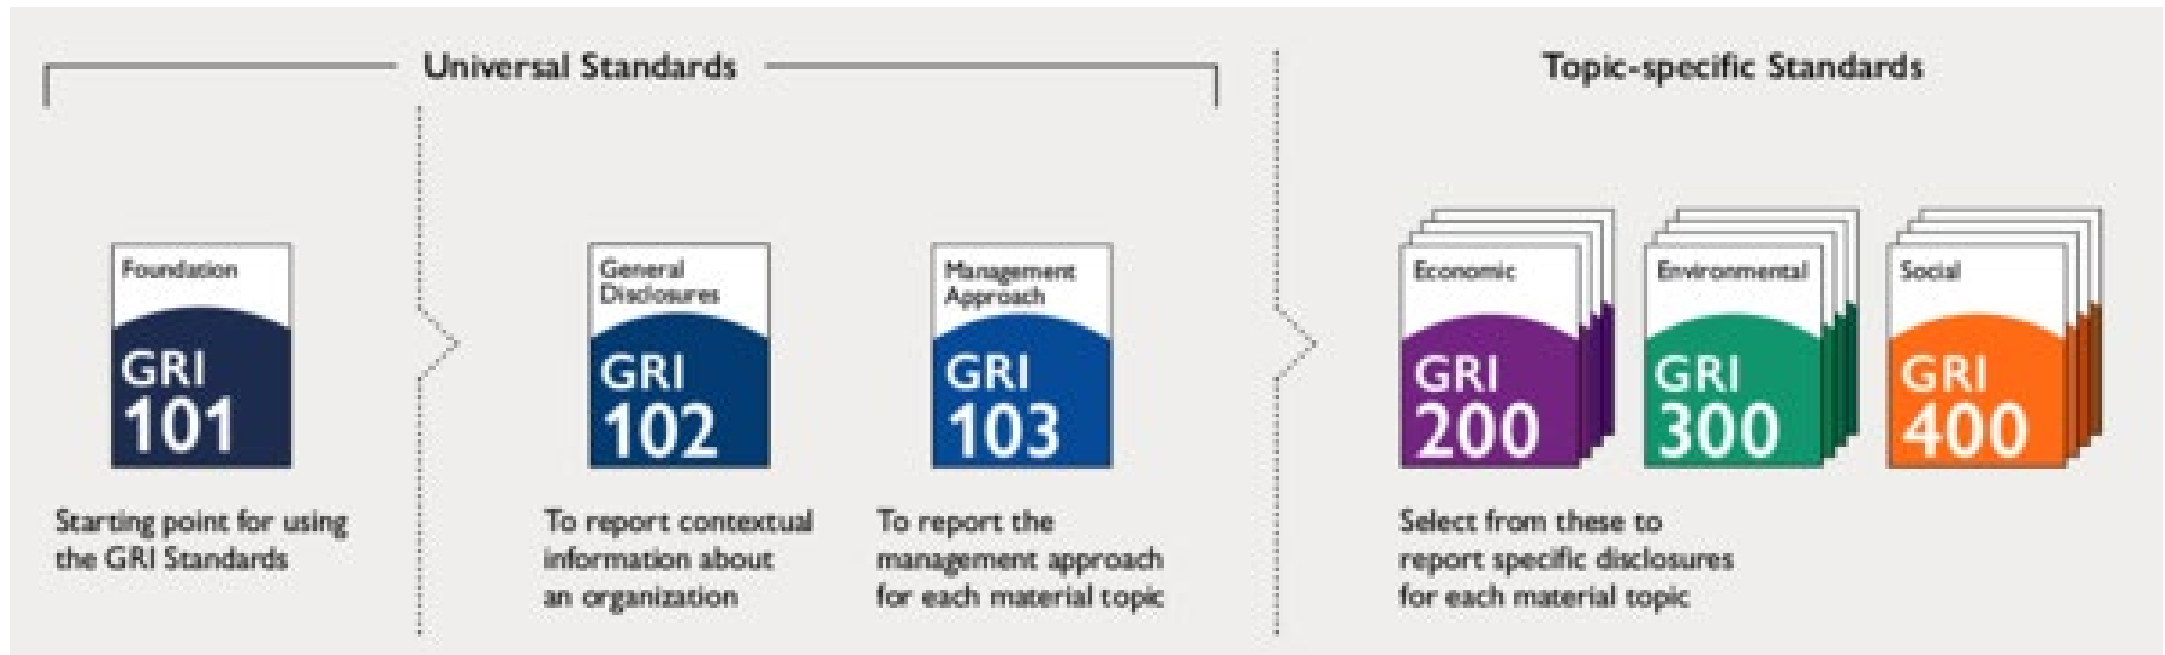 Universal Standards
Topic-specific Standards
Foundation
GRI
101
Starting point for using
the GRI Standards
General
Disclosures
GRI
102
To report contextual
information about
an organization
Management
Approach
GRI
103
To report the
management approach
for each material topic
Economic
GRI
200
Environmental
GRI
300
Social
GRI
400
Select from these to
report specific disclosures
for each material topic